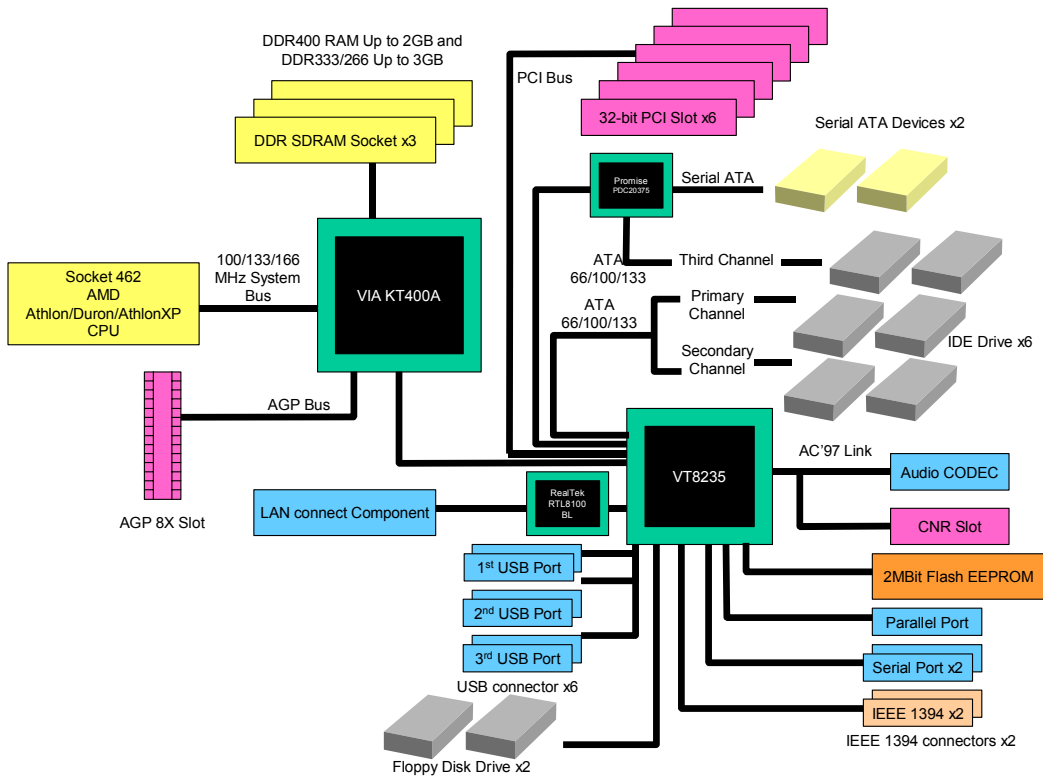 DDR400 RAM Up to 2GB and
DDR333/266 Up to 3GB
PCI Bus
DDR SDRAM Socket x3
32-bit PCI Slot x6
Serial ATA Devices x2
Promise
PDC20375
Serial ATA
100/133/166
MHz System
Bus
VIA KT400A
Socket 462
AMD
Athlon/Duron/AthlonXP
CPU
ATA
66/100/133
Third Channel
ATA
66/100/133
Primary
Channel
Secondary
Channel
IDE Drive x6
AGP Bus
AGP 8X Slot
VT8235
AC'97 Link
Audio CODEC
CNR Slot
RealTek
RTL8100
BL
LAN connect Component
1st USB Port
2nd USB Port
3rd USB Port
USB connector x6
2MBit Flash EEPROM
Parallel Port
Serial Port x2
IEEE 1394 x2
IEEE 1394 connectors x2
Floppy Disk Drive x2